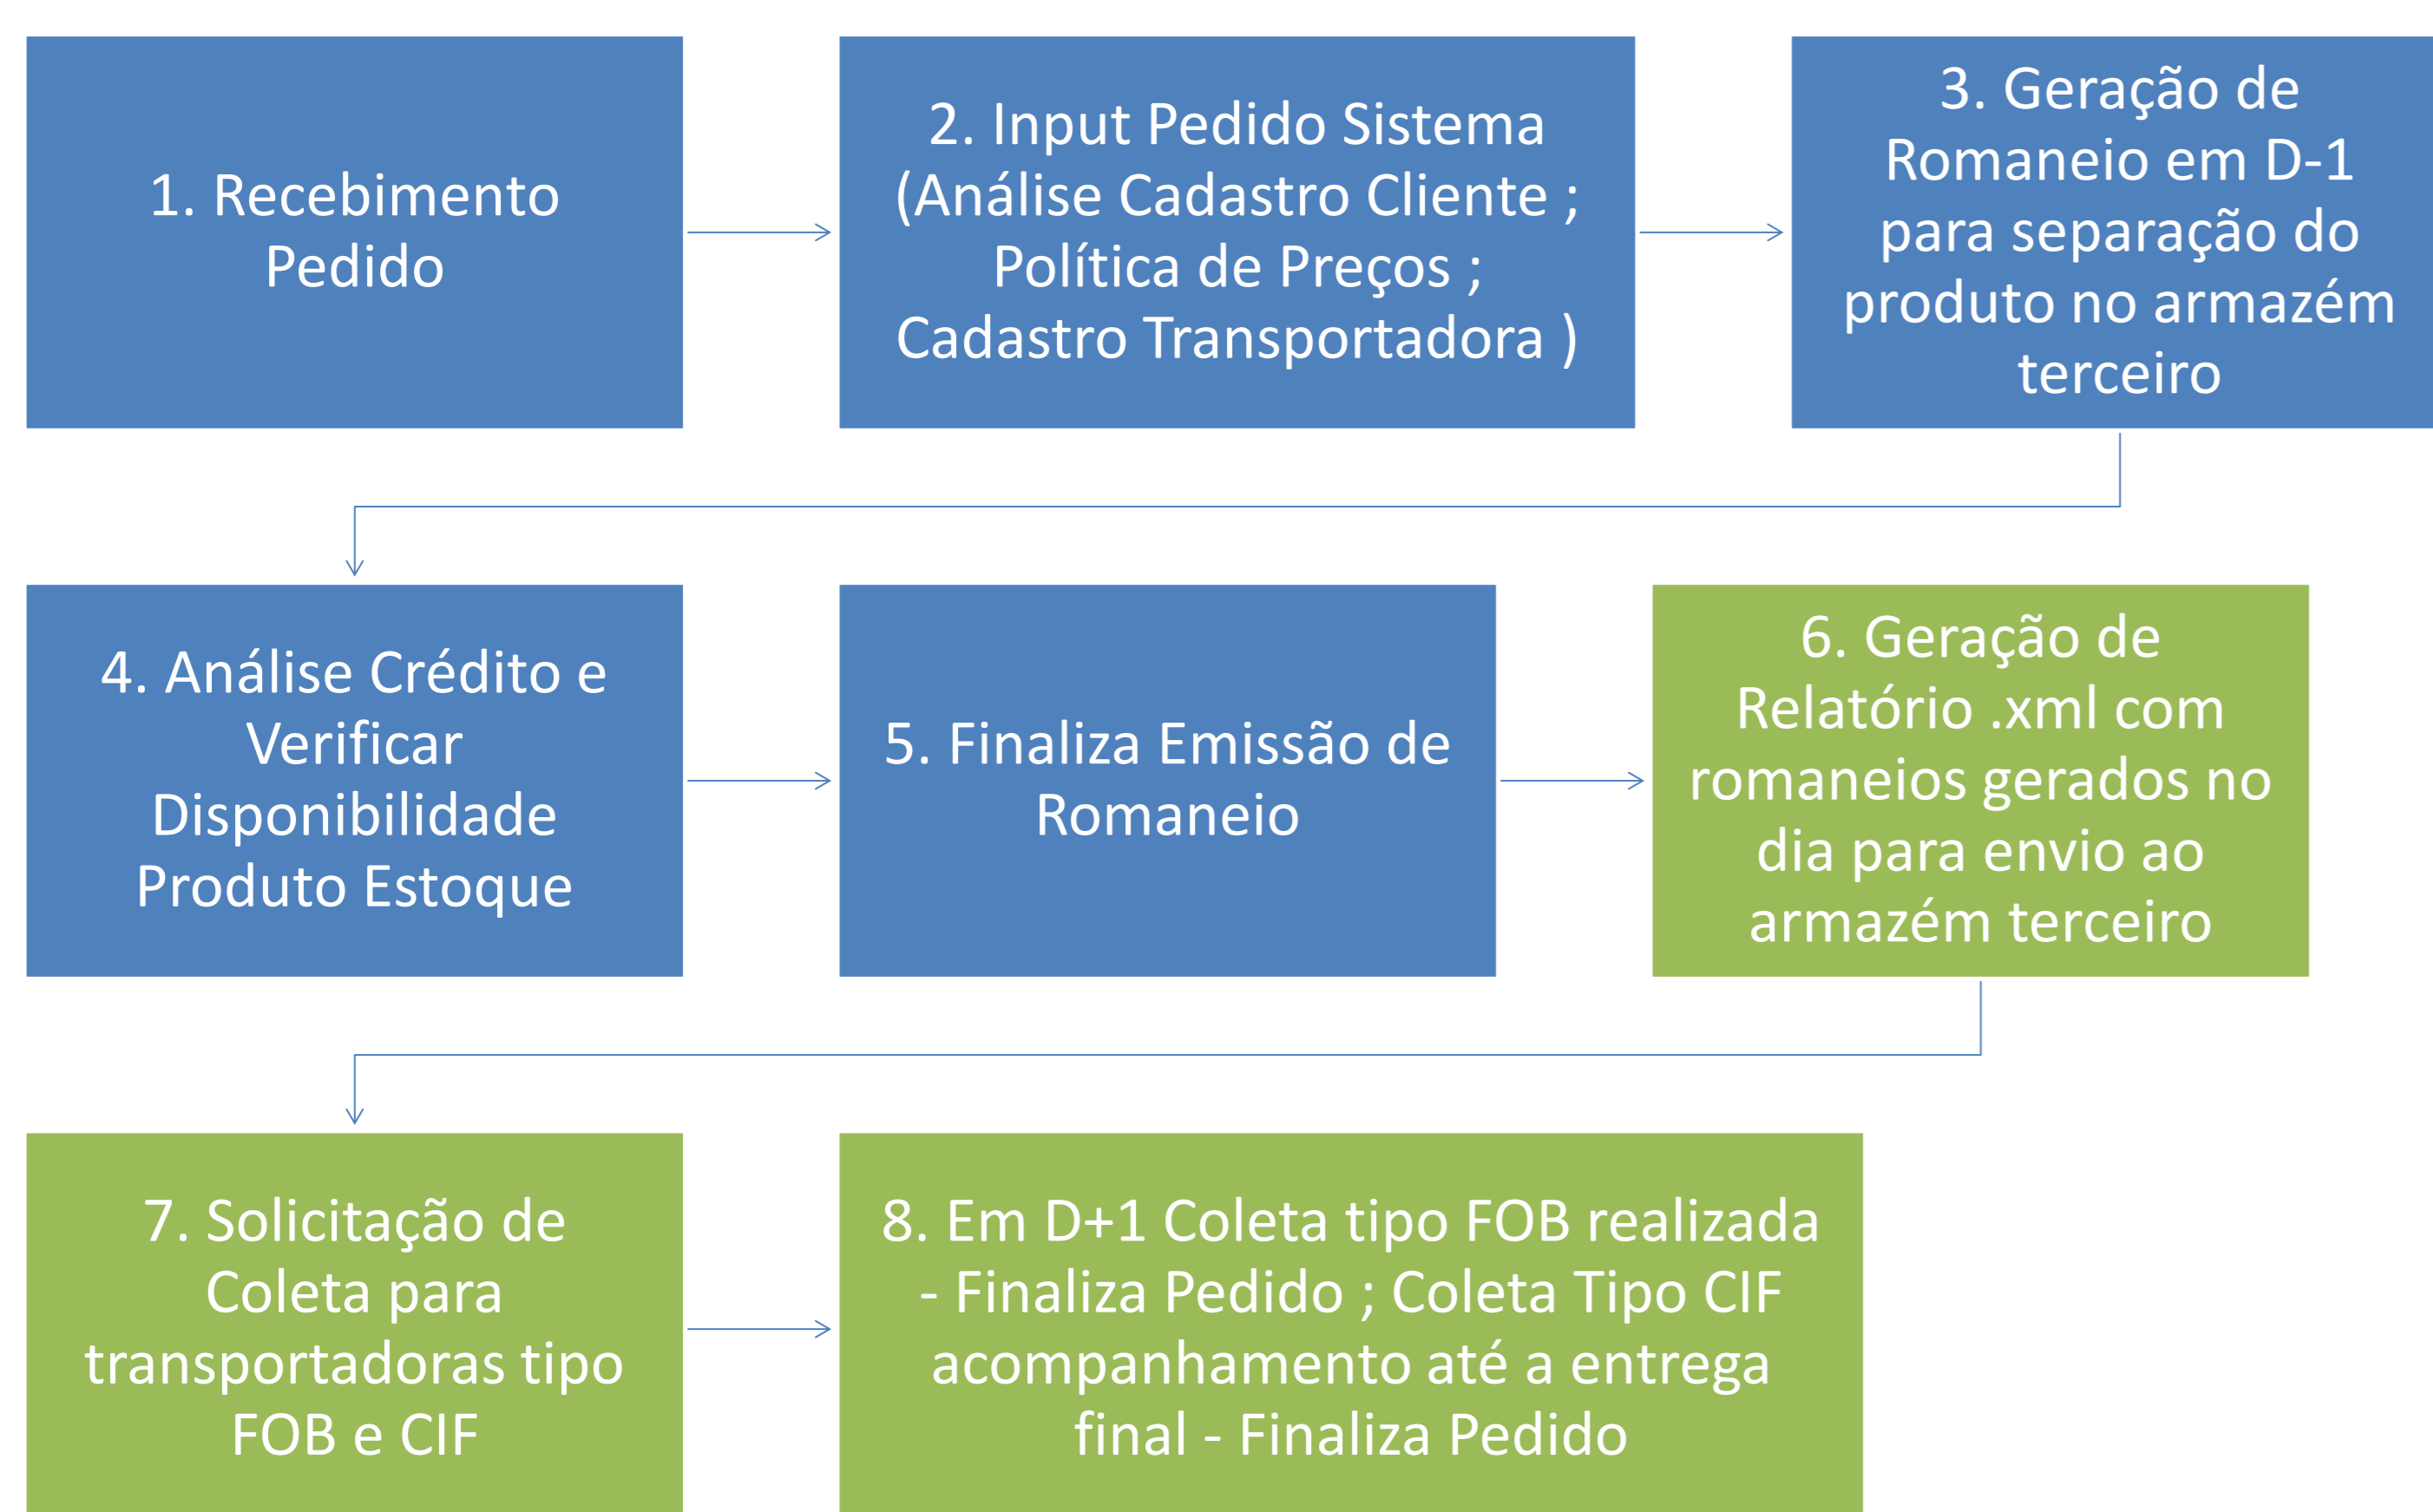 1. Recebimento
Pedido
2. Input Pedido Sistema
(Análise Cadastro Cliente ;
Política de Preços ;
Cadastro Transportadora )
3. Geração de
Romaneio em D-1
para separação do
produto no armazém
terceiro
4. Análise Crédito e
Verificar
Disponibilidade
Produto Estoque
5. Finaliza Emissão de
Romaneio
6. Geração de
Relatório .xml com
romaneios gerados no
dia para envio ao
armazém terceiro
7. Solicitação de
Coleta para
transportadoras tipo
FOB e CIF
8. Em D+1 Coleta tipo FOB realizada
- Finaliza Pedido ; Coleta Tipo CIF
acompanhamento até a entrega
final - Finaliza Pedido